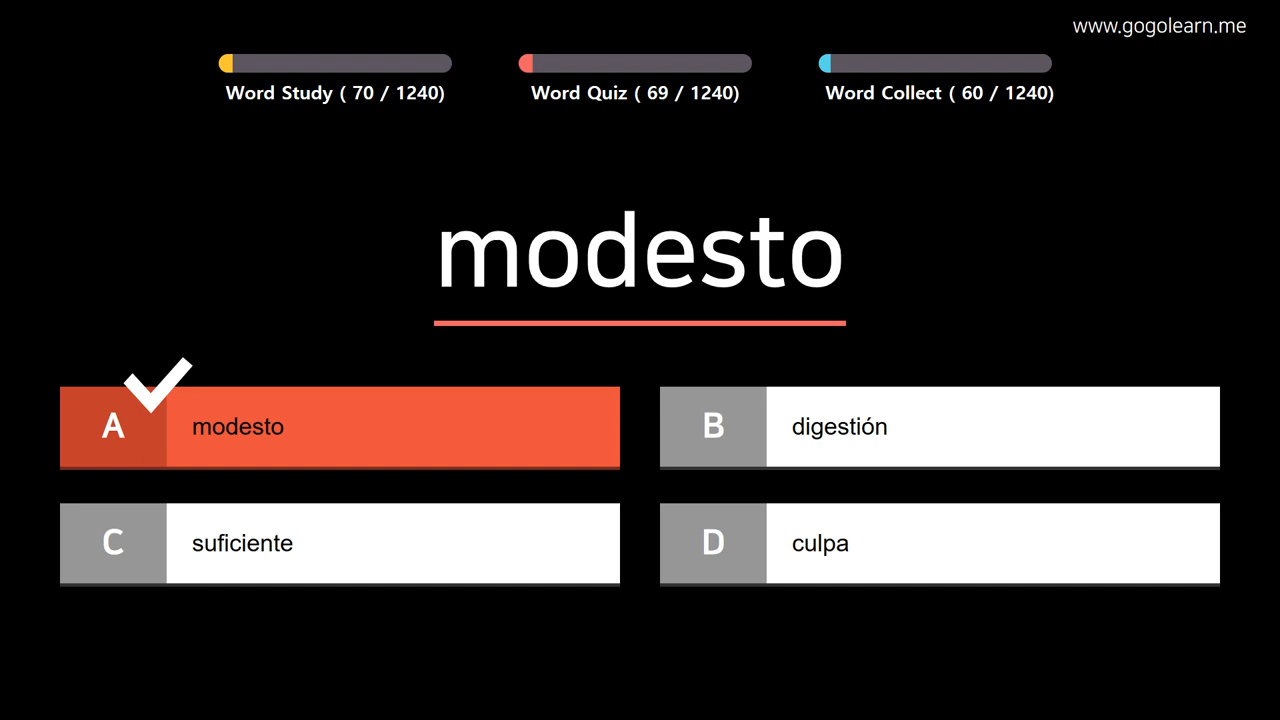 www.gogolearn.me
Word Study ( 70 / 1240)
Word Quiz ( 69 / 1240)
Word Collect ( 60 / 1240)
modesto
A modesto
B digestión
C suficiente
D culpa